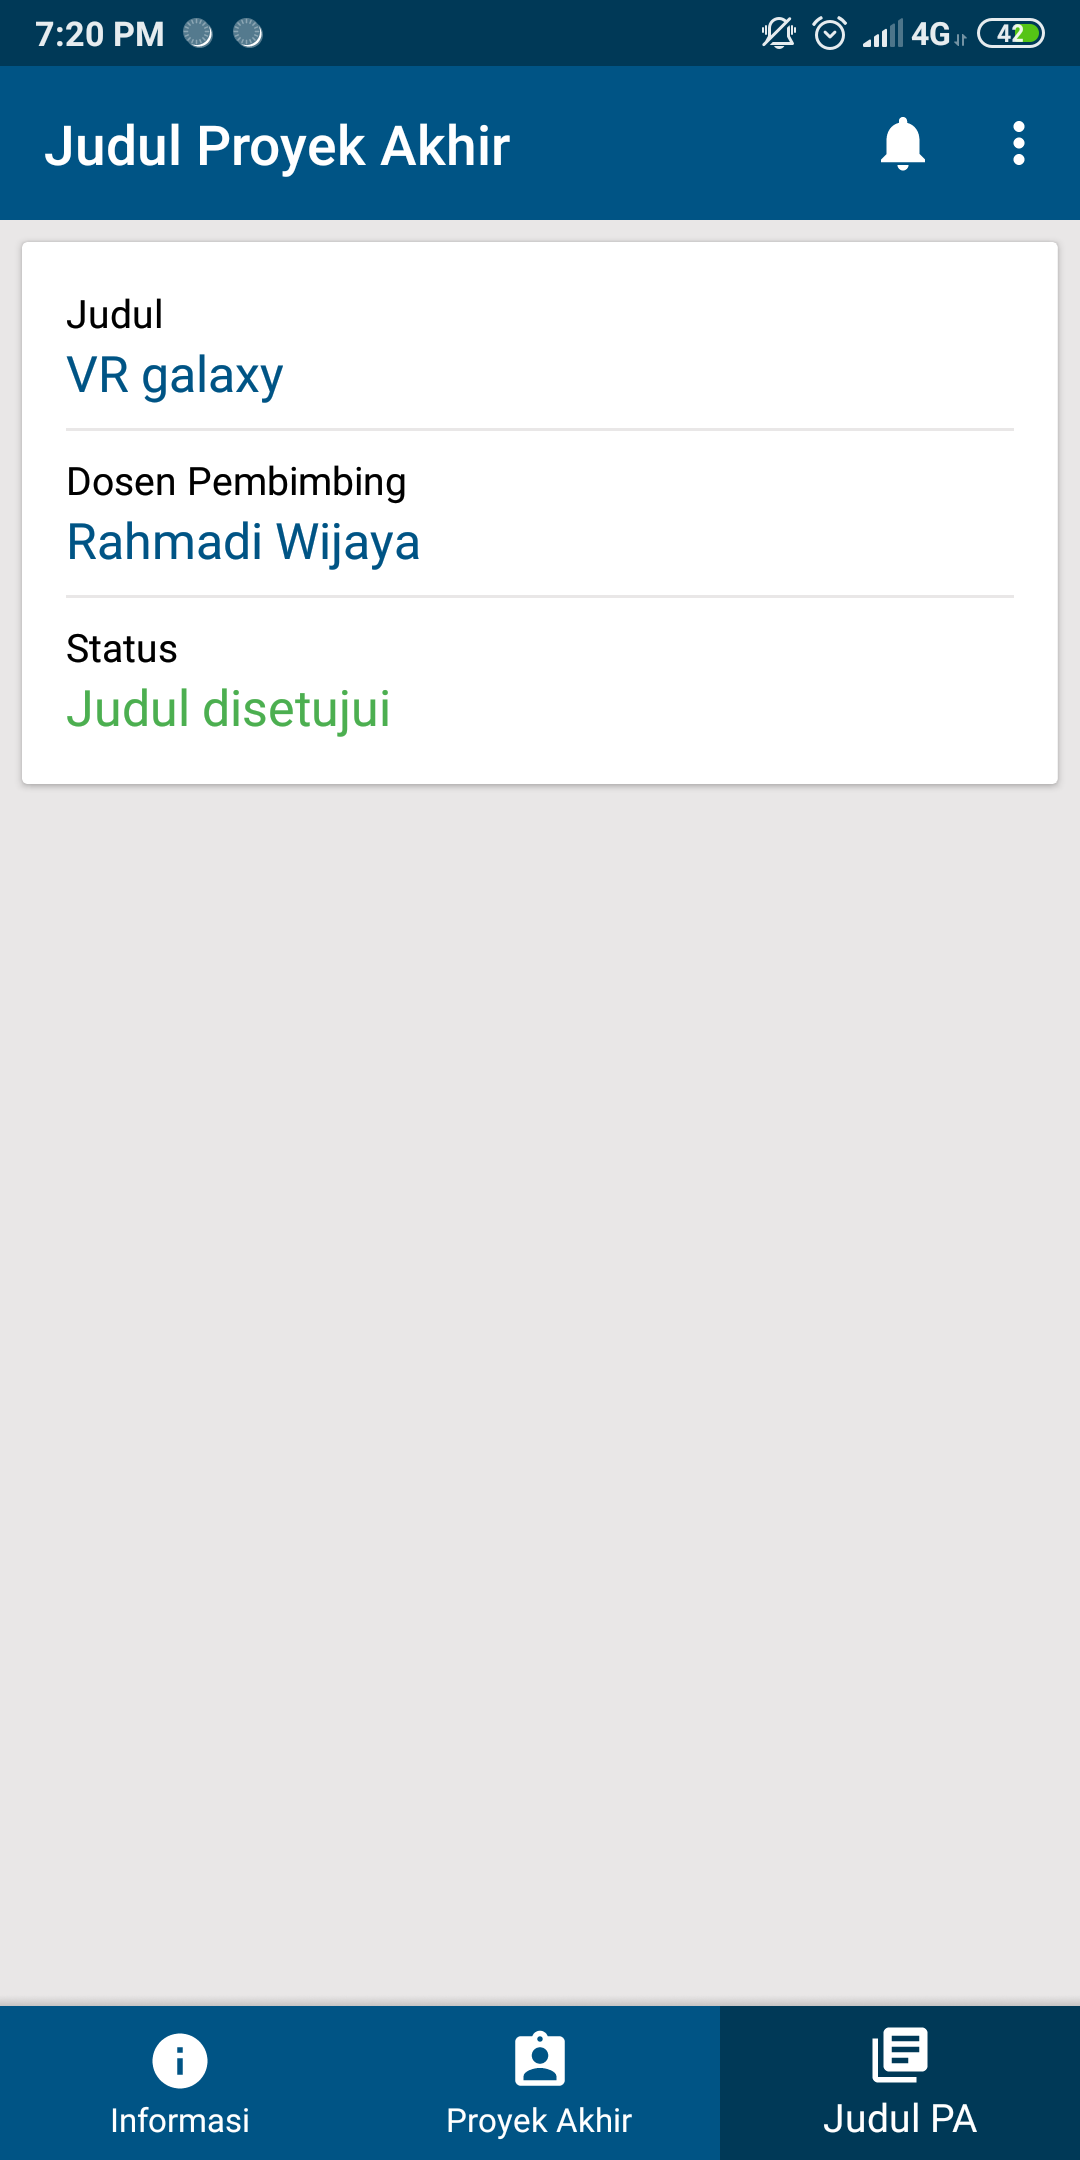 7:20 PM 4G 42
Judul Proyek Akhir
Judul
VR galaxy
Dosen Pembimbing
Rahmadi Wijaya
Status
Judul disetujui
Informasi Proyek Akhir Judul PA